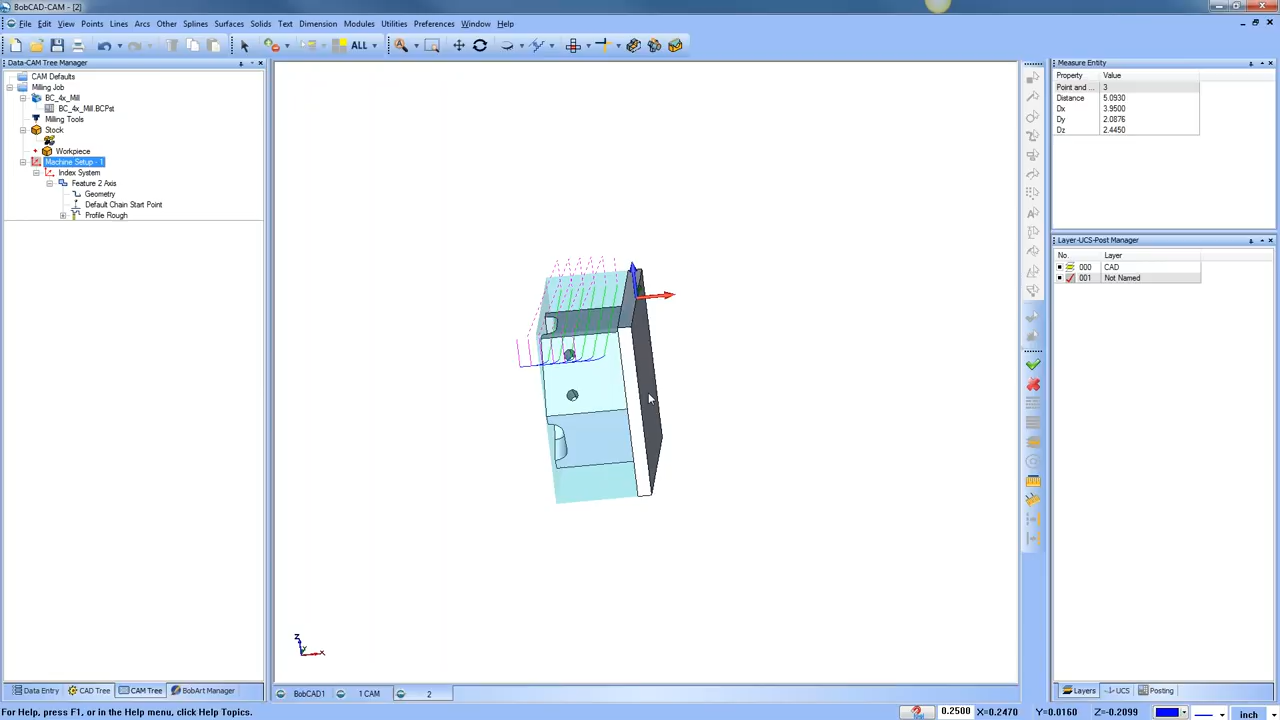 BobCAD-CAM - [2]
File Edit View Points Lines Arcs Other Splines Surfaces Solids Text Dimension Modules Utilities Preferences Window Help
ALL
Data-CAM Tree Manager
CAM Defaults
Milling Job
BC_4x_Mill
BC_4x_Mill.BCPst
Milling Tools
Stock
Workpiece
Machine Setup - 1
Index System
Feature 2 Axis
Geometry
Default Chain Start Point
Profile Rough
Measure Entity
Property Value
Point and ... 3
Distance 5.0930
Dx 3.9500
Dy 2.0876
Dz 2.4450
Layer-UCS-Post Manager
No. Layer
000 CAD
001 Not Named
Z
Y
X
Data Entry CAD Tree CAM Tree BobArt Manager
BobCAD1 1 CAM 2
Layers UCS Posting
For Help, press F1, or in the Help menu, click Help Topics.
0.2500 X=0.2470 Y=0.0160 Z=-0.2099 inch